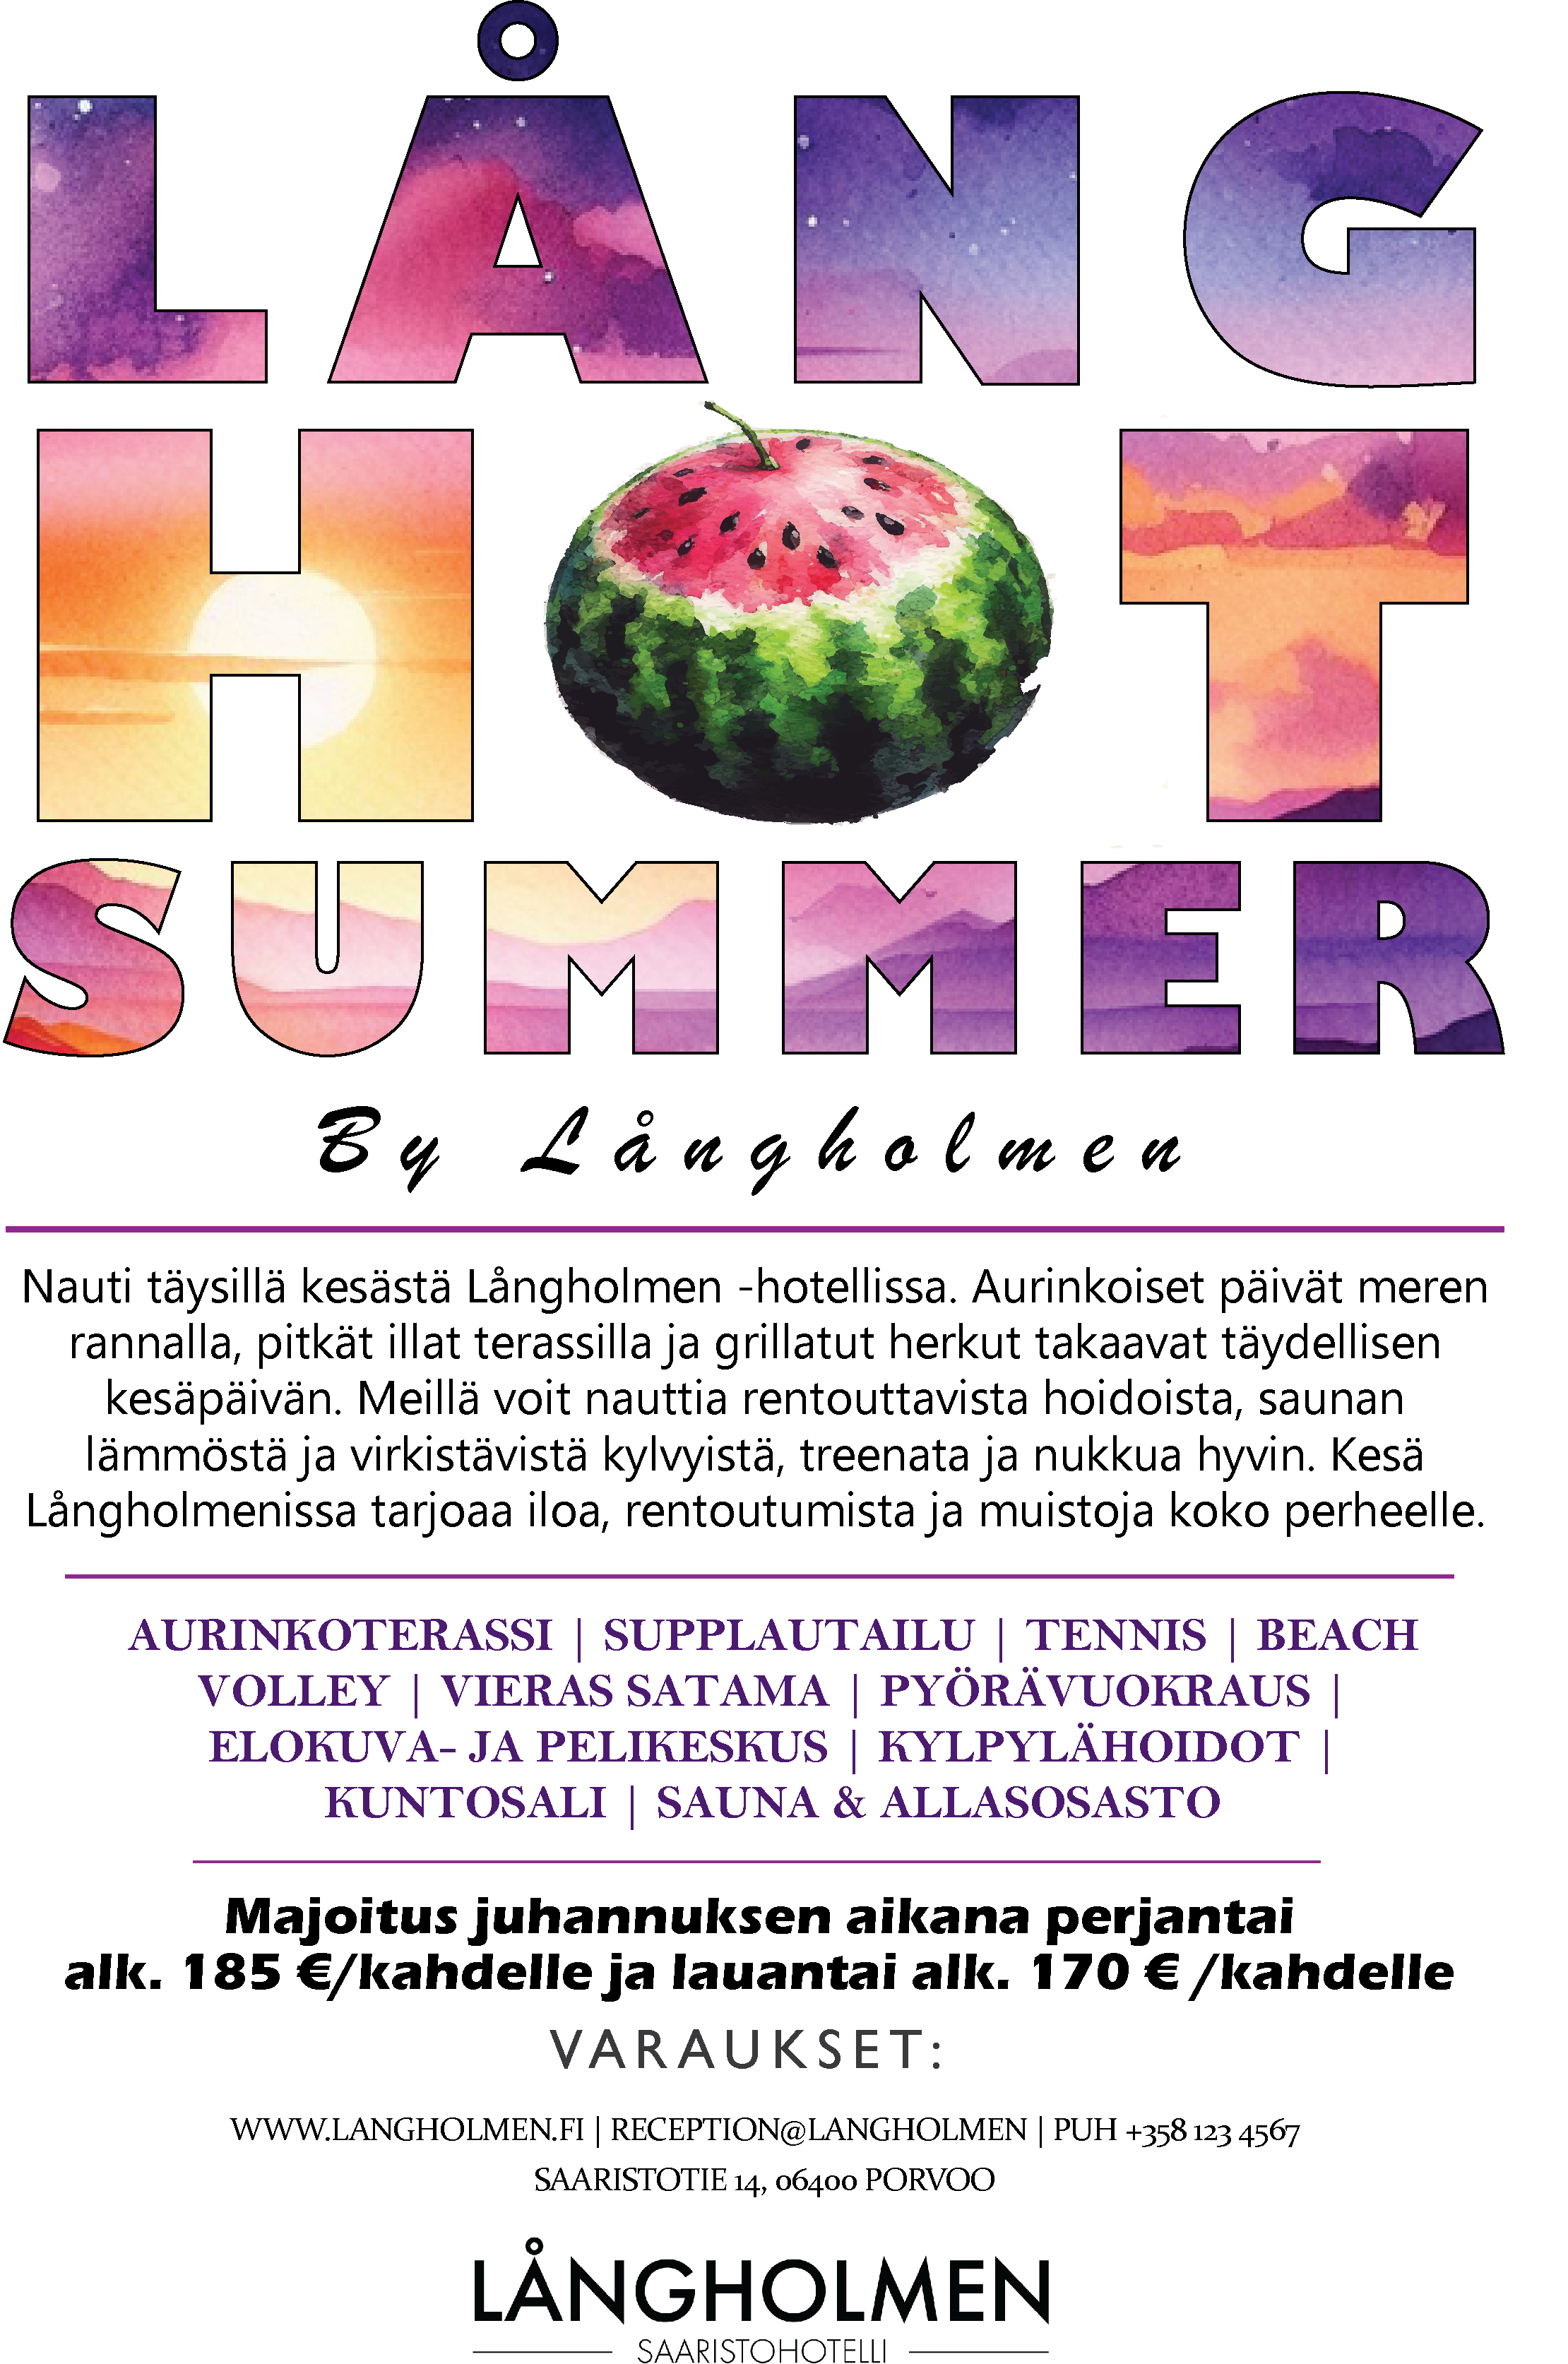 LÅNG
HOT
SUMMER
By Långholmen
Nauti täysillä kesästä Långholmen -hotellissa. Aurinkoiset päivät meren
rannalla, pitkät illat terassilla ja grillatut herkut takaavat täydellisen
kesäpäivän. Meillä voit nauttia rentouttavista hoidoista, saunan
lämmöstä ja virkistävistä kylvyistä, treenata ja nukkua hyvin. Kesä
Långholmenissa tarjoaa iloa, rentoutumista ja muistoja koko perheelle.
AURINKOTERASSI | SUPPLAUTAILU | TENNIS | BEACH
VOLLEY | VIERAS SATAMA | PYÖRÄVUOKRAUS |
ELOKUVA- JA PELIKESKUS | KYLPYLÄHOIDOT |
KUNTOSALI | SAUNA & ALLASOSASTO
Majoitus juhannuksen aikana perjantai
alk. 185 €/kahdelle ja lauantai alk. 170 € /kahdelle
VARAUKSET:
WWW.LANGHOLMEN.FI | RECEPTION@LANGHOLMEN | PUH +358 123 4567
SAARISTOTIE 14, 06400 PORVOO
LÅNGHOLMEN
SAARISTOHOTELLI